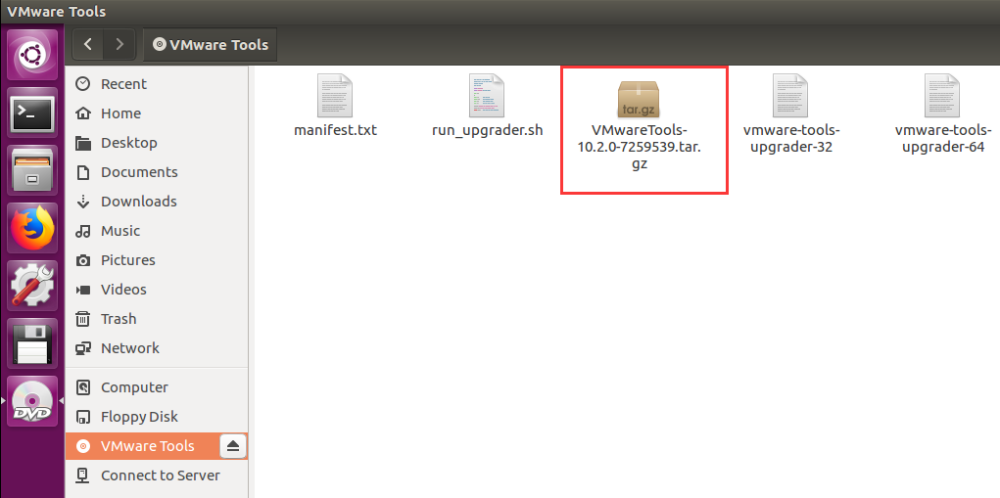 VMware Tools
VMware Tools
Recent
Home
Desktop
Documents
Downloads
Music
Pictures
Videos
Trash
Network
Computer
Floppy Disk
VMware Tools
Connect to Server
manifest.txt
run_upgrader.sh
tar.gz
VMwareTools-
10.2.0-7259539.tar.
gz
vmware-tools-
upgrader-32
vmware-tools-
upgrader-64
DVD